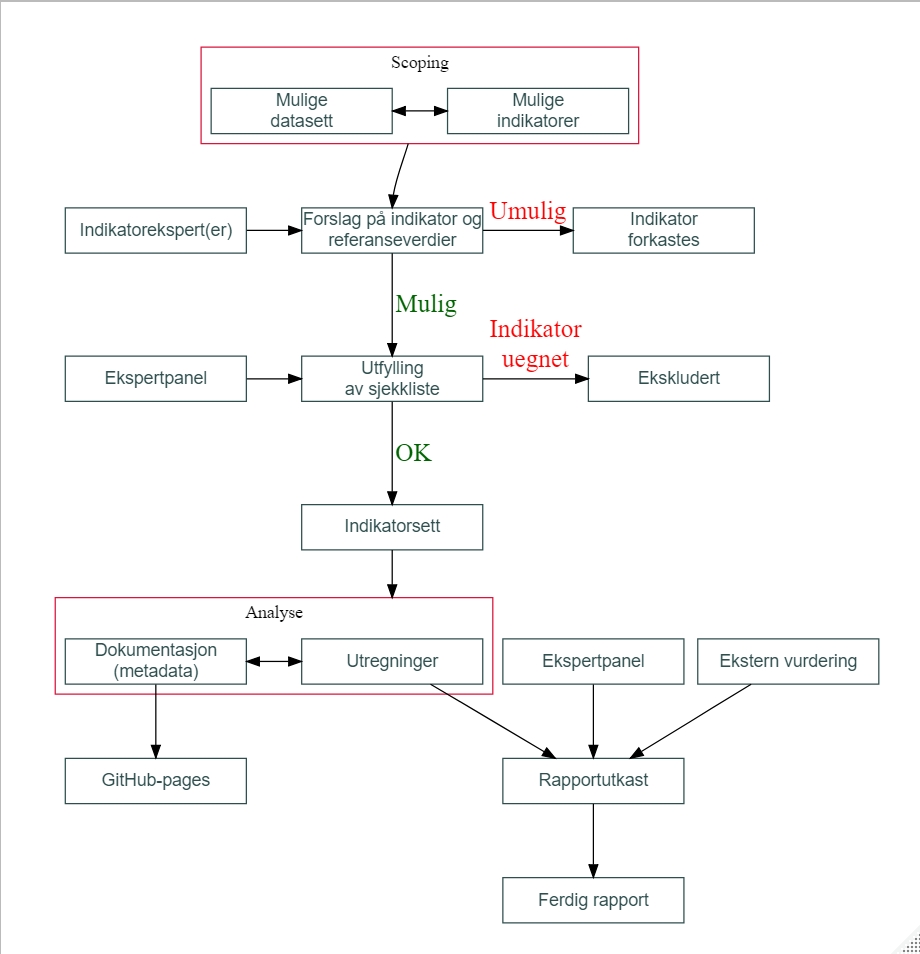 Scoping
Mulige
datasett
Mulige
indikatorer
Indikatorekspert(er)
Forslag på indikator og
referanseverdier
Umulig
Indikator
forkastes
Mulig
Indikator
uegnet
Ekspertpanel
Utfylling
av sjekkliste
Ekskludert
OK
Indikatorsett
Analyse
Dokumentasjon
(metadata)
Utregninger
Ekspertpanel
Ekstern vurdering
GitHub-pages
Rapportutkast
Ferdig rapport